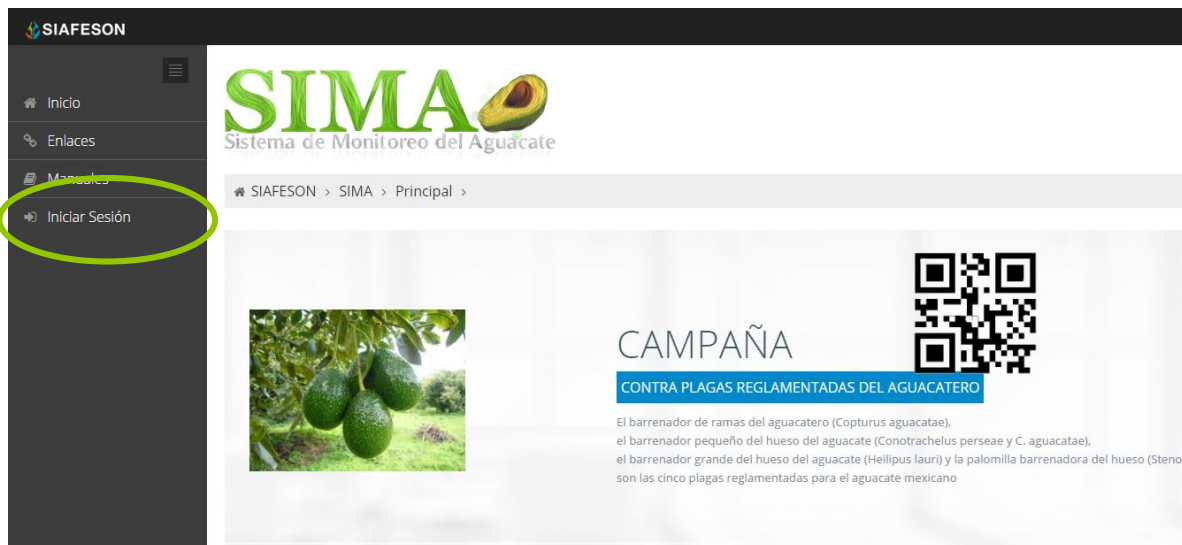 SIAFESON
Inicio
Enlaces
Manuales
Iniciar Sesión
SIMA
Sistema de Monitoreo del Aguacate
SIAFESON > SIMA > Principal >
CAMPAÑA
CONTRA PLAGAS REGLAMENTADAS DEL AGUACATERO
El barrenador de ramas del aguacatero (Copturus aguacatae),
el barrenador pequeño del hueso del aguacate (Conotrachelus perseae y C. aguacatae),
el barrenador grande del hueso del aguacate (Heilipus lauri) y la palomilla barrenadora del hueso (Steno
son las cinco plagas reglamentadas para el aguacate mexicano